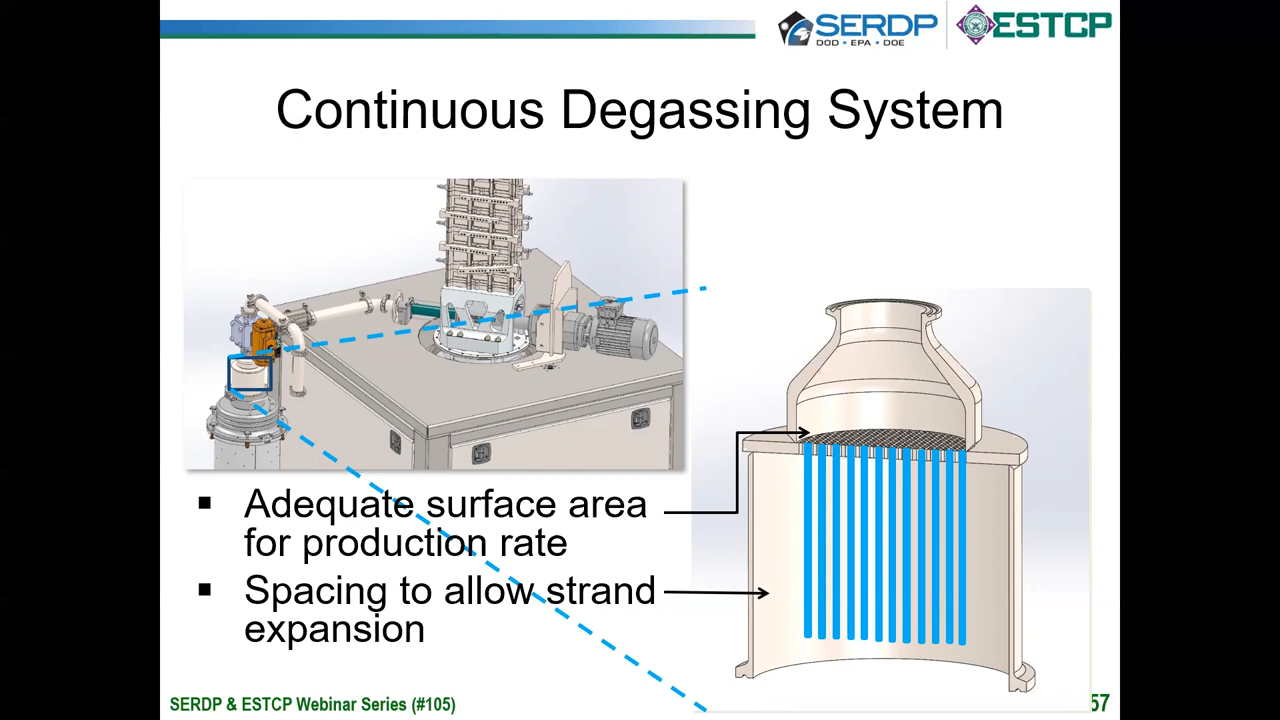 SERDP
DOD • EPA • DOE
ESTCP
Continuous Degassing System
▪ Adequate surface area
for production rate
▪ Spacing to allow strand
expansion
SERDP & ESTCP Webinar Series (#105)
57